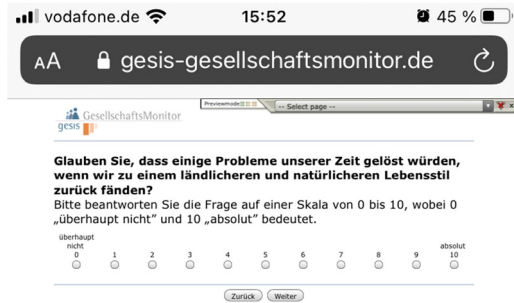 vodafone.de 15:52 45 %
AA gesis-gesellschaftsmonitor.de
Previewmode -- Select page --
gesis GesellschaftsMonitor
Glauben Sie, dass einige Probleme unserer Zeit gelöst würden,
wenn wir zu einem ländlicheren und natürlicheren Lebensstil
zurück fänden?
Bitte beantworten Sie die Frage auf einer Skala von 0 bis 10, wobei 0
„überhaupt nicht” und 10 „absolut” bedeutet.
überhaupt
nicht absolut
0 1 2 3 4 5 6 7 8 9 10
Zurück Weiter